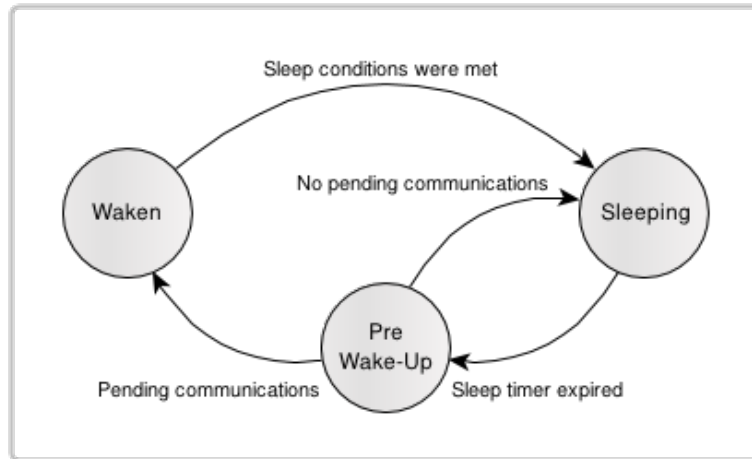 Sleep conditions were met
No pending communications
Waken
Sleeping
Pre
Wake-Up
Pending communications
Sleep timer expired